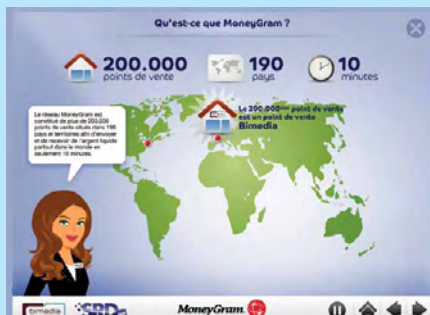 Qu'est-ce que MoneyGram ?
200.000
points de vente
190
pays
10
minutes
Le 200.000ème point de vente
est un point de vente
Bimedia
Le réseau MoneyGram est
constitué de plus de 200.000
points de vente situés dans 190
pays et territoires afin d'envoyer
et de recevoir de l'argent liquide
partout dans le monde en
seulement 10 minutes.
bimedia
MoneyGram